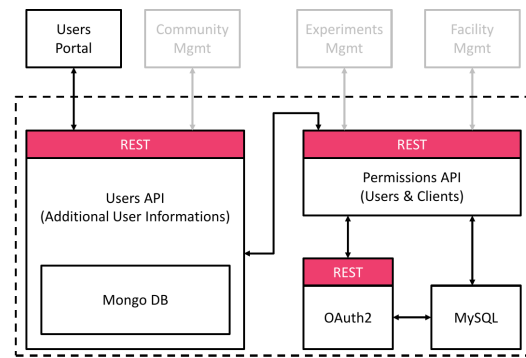 Users
Portal
Community
Mgmt
Experiments
Mgmt
Facility
Mgmt
REST
Users API
(Additional User Informations)
Mongo DB
REST
Permissions API
(Users & Clients)
REST
OAuth2
MySQL